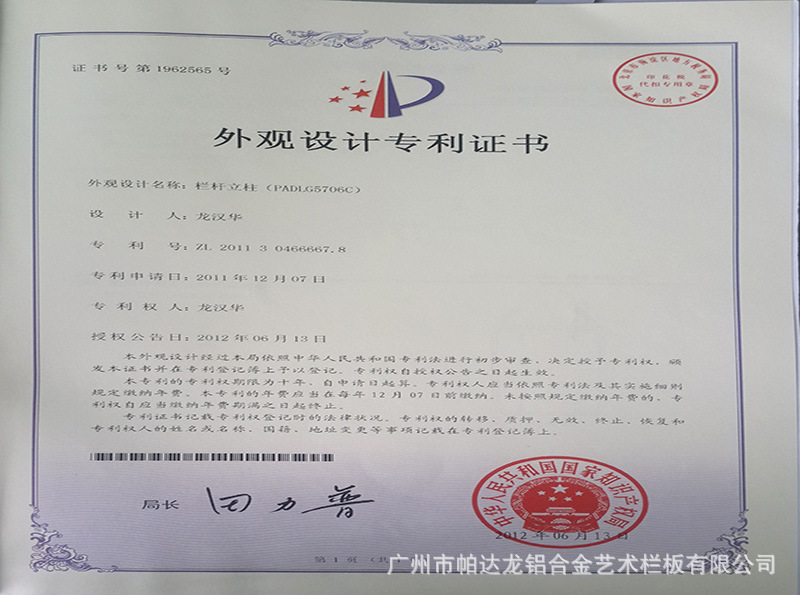 证书号第1962565号
印花税
代扣专用章
外观设计专利证书
外观设计名称：栏杆立柱（PADLG5706C）
设计人：龙汉华
专利号：ZL 2011 3 0466667.8
专利申请日：2011年12月07日
专利权人：龙汉华
授权公告日：2012年06月13日
本外观设计经过本局依照中华人民共和国专利法进行初步审查，决定授予专利权，颁
发本证书并在专利登记簿上予以登记。专利权自授权公告之日起生效。
本专利的专利权期限为十年，自申请日起算。专利权人应当依照专利法及其实施细则
规定缴纳年费。本专利的年费应当在每年12月07日前缴纳。未按照规定缴纳年费的，专
利权自应当缴纳年费期满之日起终止。
专利证书记载专利权登记时的法律状况。专利权的转移、质押、无效、终止、恢复和
专利权人的姓名或名称、国籍、地址变更等事项记载在专利登记簿上。
局长 田力普
中华人民共和国国家知识产权局
2012年06月13日
第1页（共
广州市帕达龙铝合金艺术栏板有限公司